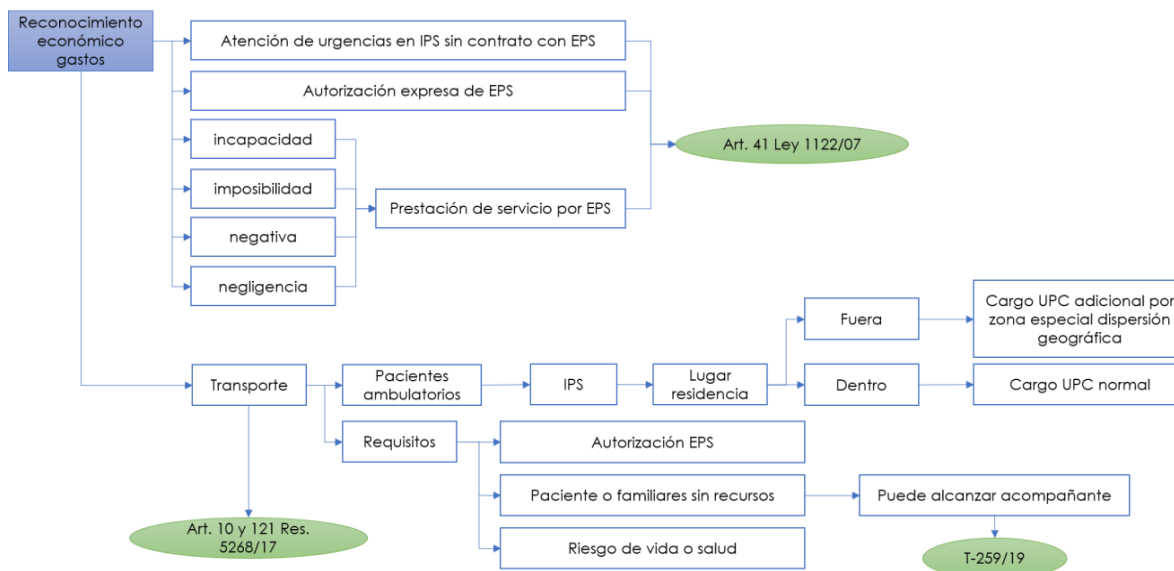 Reconocimiento
económico
gastos
Atención de urgencias en IPS sin contrato con EPS
Autorización expresa de EPS
incapacidad
imposibilidad
negativa
negligencia
Prestación de servicio por EPS
Art. 41 Ley 1122/07
Transporte
Pacientes
ambulatorios
IPS
Lugar
residencia
Fuera
Cargo UPC adicional por
zona especial dispersión
geográfica
Dentro
Cargo UPC normal
Requisitos
Autorización EPS
Paciente o familiares sin recursos
Puede alcanzar acompañante
Riesgo de vida o salud
Art. 10 y 121 Res.
5268/17
T-259/19